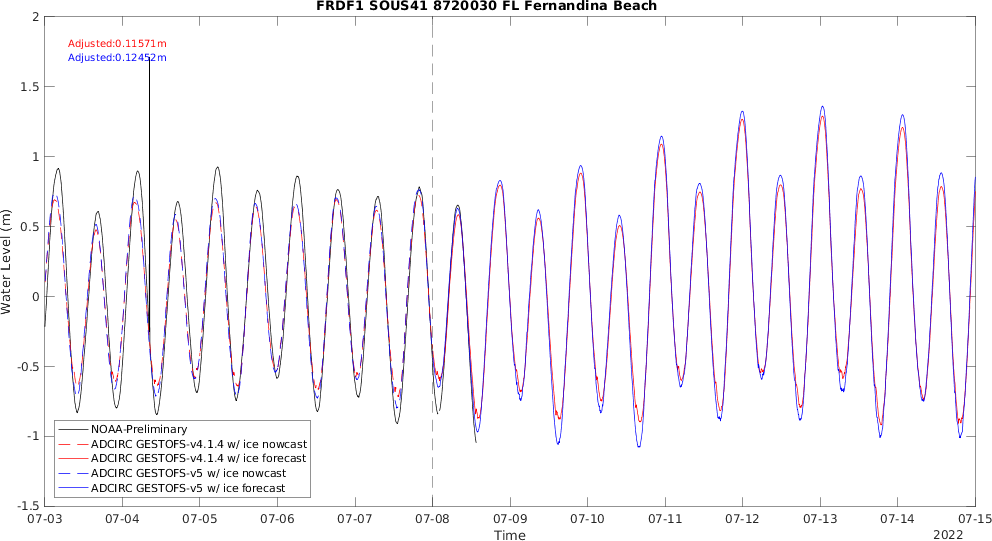 FRDF1 SOUS41 8720030 FL Fernandina Beach
Adjusted:0.11571m
Adjusted:0.12452m
2
1.5
1
0.5
0
-0.5
-1
-1.5
Water Level (m)
NOAA-Preliminary
ADCIRC GESTOFS-v4.1.4 w/ ice nowcast
ADCIRC GESTOFS-v4.1.4 w/ ice forecast
ADCIRC GESTOFS-v5 w/ ice nowcast
ADCIRC GESTOFS-v5 w/ ice forecast
07-03 07-04 07-05 07-06 07-07 07-08 07-09 07-10 07-11 07-12 07-13 07-14 07-15
Time
2022